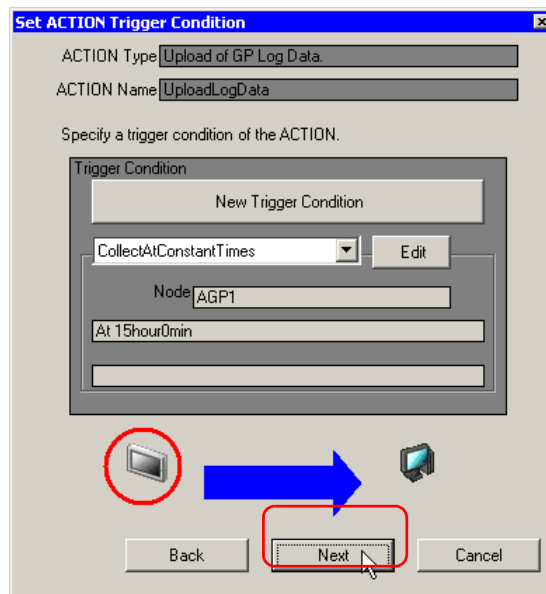 Set ACTION Trigger Condition
ACTION Type Upload of GP Log Data.
ACTION Name UploadLogData
Specify a trigger condition of the ACTION.
Trigger Condition
New Trigger Condition
CollectAtConstantTimes Edit
Node AGP1
At 15hour0min
Back Next Cancel